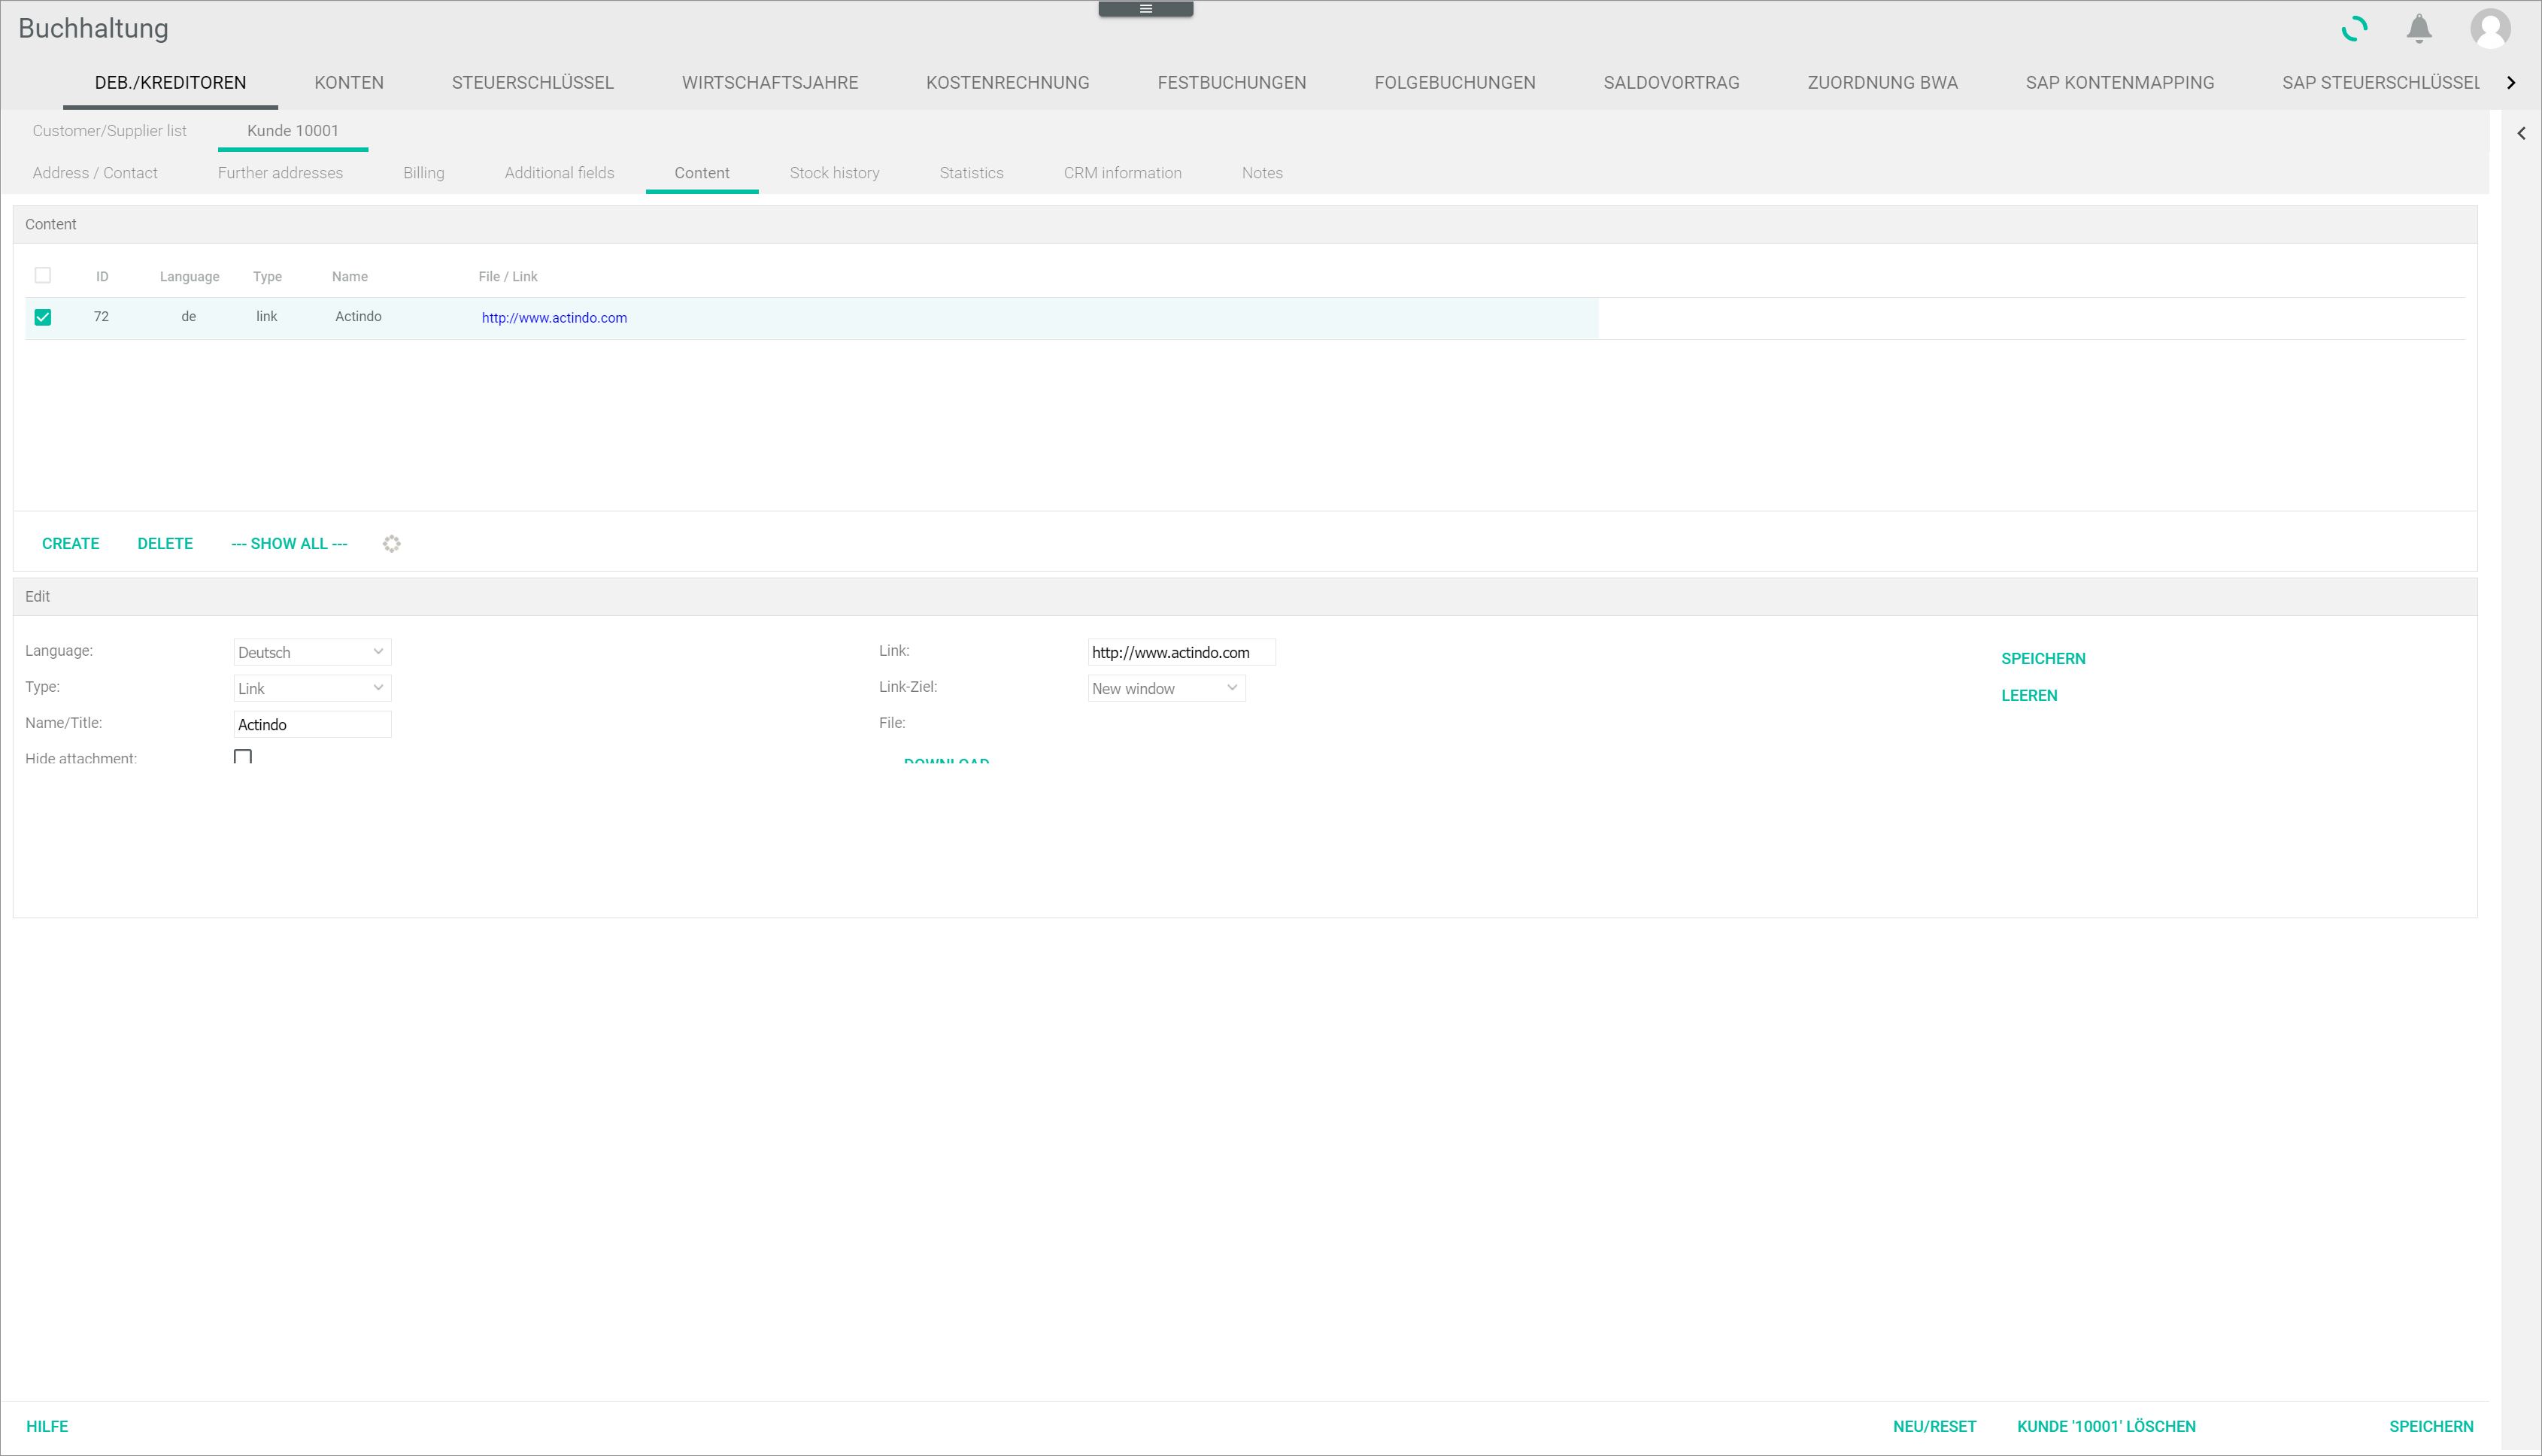 Buchhaltung
DEB./KREDITOREN KONTEN STEUERSCHLÜSSEL WIRTSCHAFTSJAHRE KOSTENRECHNUNG FESTBUCHUNGEN FOLGEBUCHUNGEN SALDOVORTRAG ZUORDNUNG BWA SAP KONTENMAPPING SAP STEUERSCHLÜSSEL
Customer/Supplier list Kunde 10001
Address / Contact Further addresses Billing Additional fields Content Stock history Statistics CRM information Notes
Content
ID Language Type Name File / Link
72 de link Actindo http://www.actindo.com
CREATE DELETE --- SHOW ALL ---
Edit
Language: Deutsch Link: http://www.actindo.com SPEICHERN
Type: Link Link-Ziel: New window LEEREN
Name/Title: Actindo File:
Hide attachment: DOWNLOAD
HILFE NEU/RESET KUNDE '10001' LÖSCHEN SPEICHERN